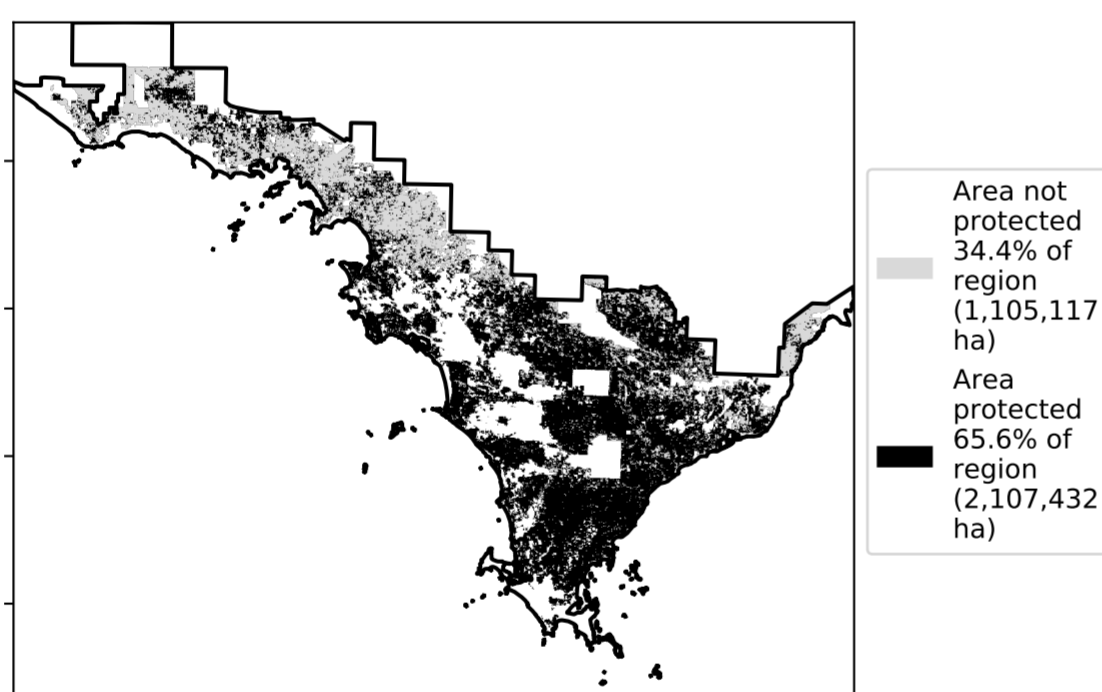 Area not
protected
34.4% of
region
(1,105,117
ha)
Area
protected
65.6% of
region
(2,107,432
ha)